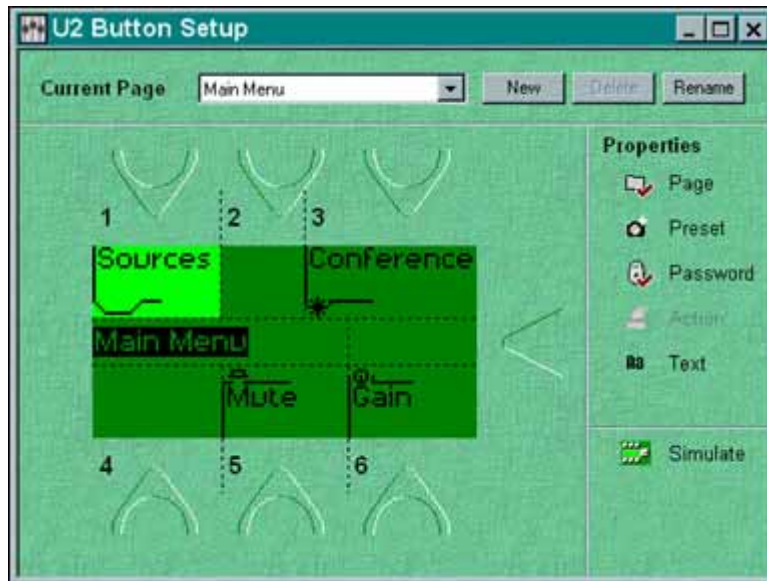 U2 Button Setup
Current Page Main Menu New Delete Rename
Properties
Page
Preset
Password
Action
Aa Text
Simulate
1 2 3
Sources Conference
Main Menu
Mute Gain
4 5 6